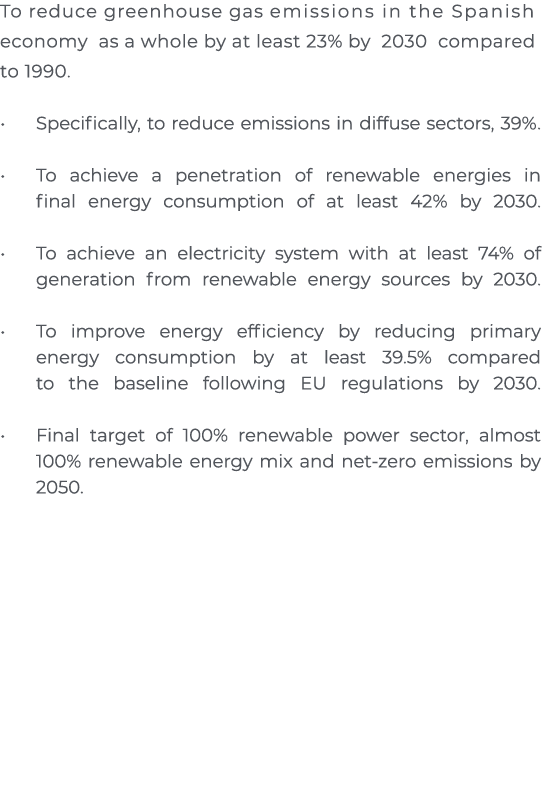 To reduce greenhouse gas emissions in the Spanish
economy as a whole by at least 23% by 2030 compared
to 1990.
• Specifically, to reduce emissions in diffuse sectors, 39%.
• To achieve a penetration of renewable energies in
final energy consumption of at least 42% by 2030.
• To achieve an electricity system with at least 74% of
generation from renewable energy sources by 2030.
• To improve energy efficiency by reducing primary
energy consumption by at least 39.5% compared
to the baseline following EU regulations by 2030.
• Final target of 100% renewable power sector, almost
100% renewable energy mix and net-zero emissions by
2050.